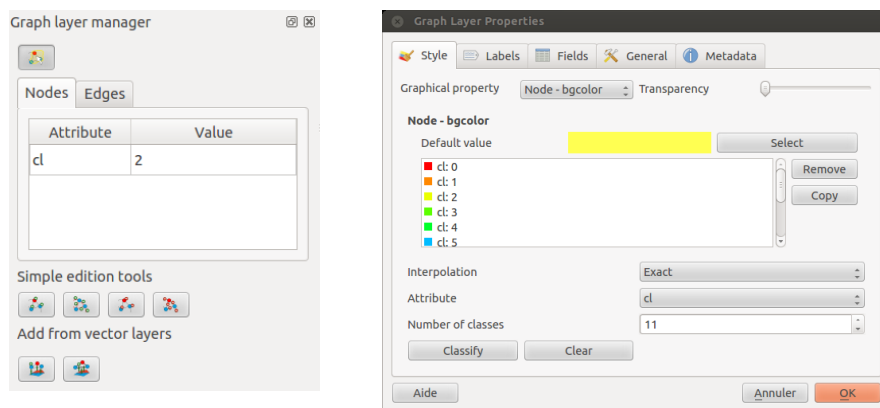 Graph layer manager
Nodes Edges
Attribute Value
cl 2
Simple edition tools
Add from vector layers
Graph Layer Properties
Style Labels Fields General Metadata
Graphical property Node - bgcolor Transparency
Node - bgcolor
Default value Select
cl: 0
cl: 1
cl: 2
cl: 3
cl: 4
cl: 5
Remove
Copy
Interpolation Exact
Attribute cl
Number of classes 11
Classify Clear
Aide Annuler OK